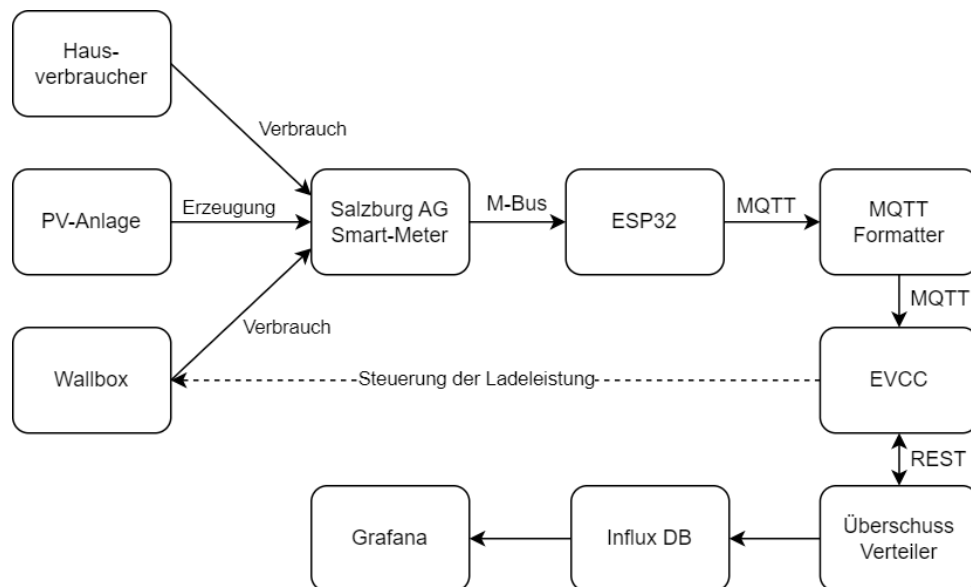 Haus-
verbraucher
Verbrauch
PV-Anlage
Erzeugung
Salzburg AG
Smart-Meter
M-Bus
ESP32
MQTT
MQTT
Formatter
MQTT
Verbrauch
Wallbox
Steuerung der Ladeleistung
EVCC
REST
Grafana
Influx DB
Überschuss
Verteiler